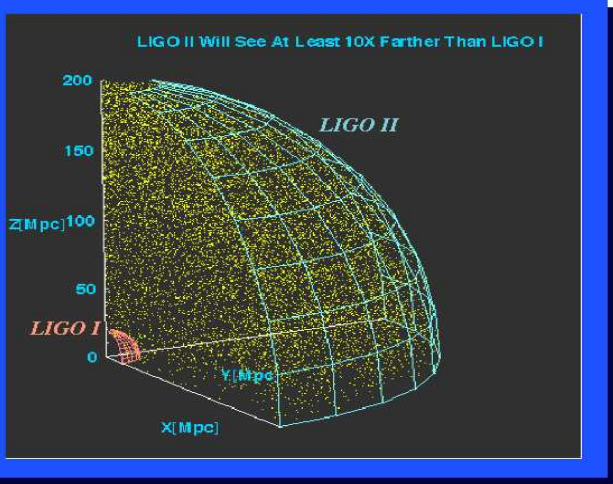 LIGO II Will See At Least 10X Farther Than LIGO I
200
LIGO II
150
Z[Mpc] 100
50
LIGO I
0
Y[Mpc
X[Mpc]